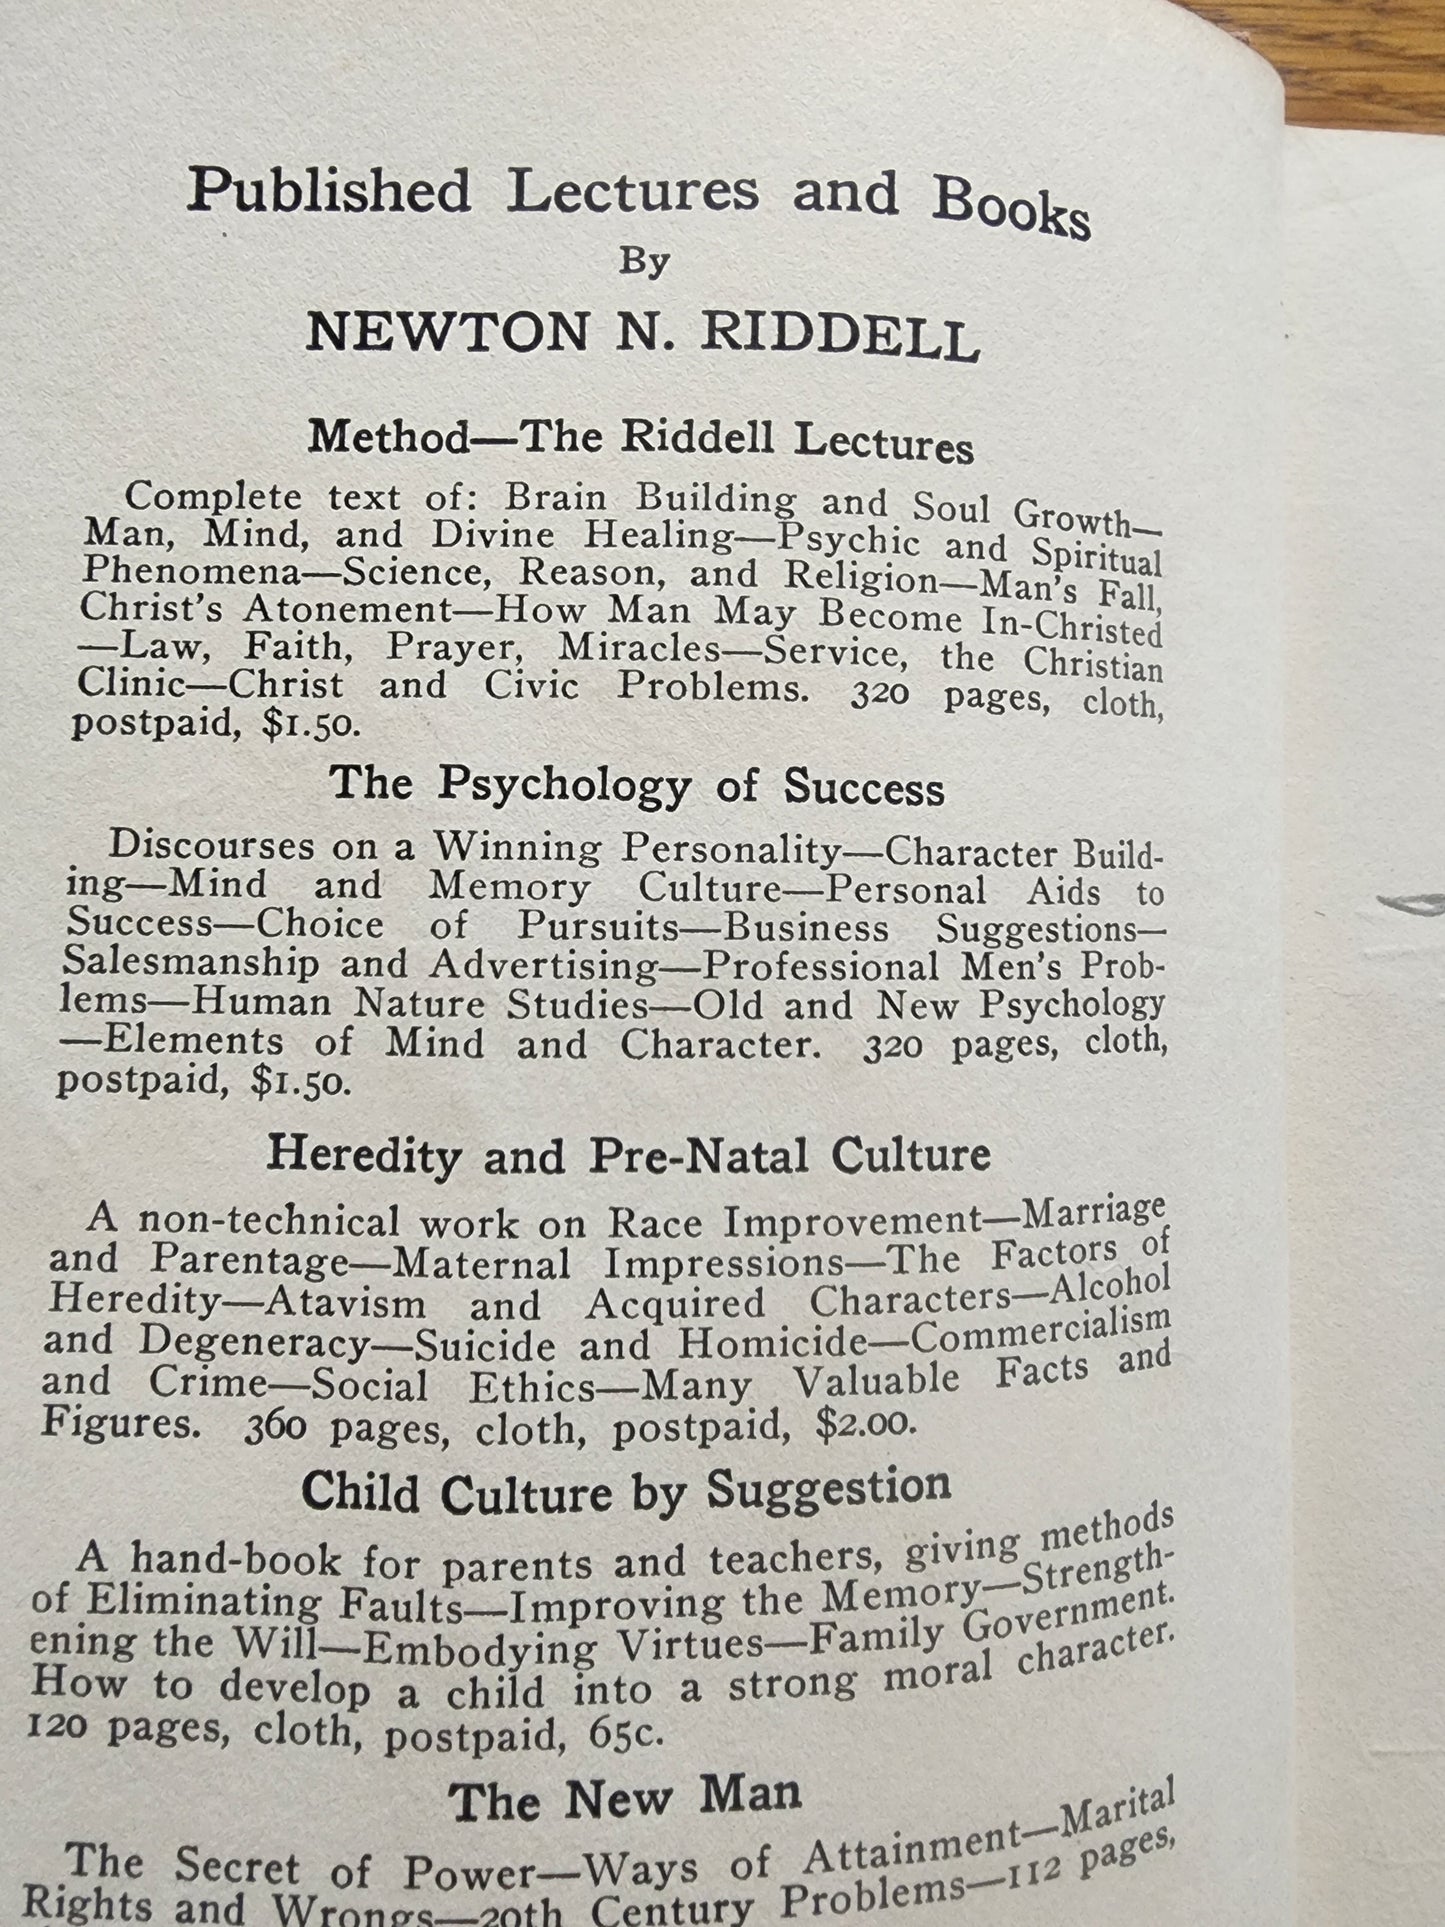 Published Lectures and Books
By
NEWTON N. RIDDELL
Method—The Riddell Lectures
Complete text of: Brain Building and Soul Growth—
Man, Mind, and Divine Healing—Psychic and Spiritual
Phenomena—Science, Reason, and Religion—Man's Fall,
Christ's Atonement—How Man May Become In-Christed
—Law, Faith, Prayer, Miracles—Service, the Christian
Clinic—Christ and Civic Problems. 320 pages, cloth,
postpaid, $1.50.
The Psychology of Success
Discourses on a Winning Personality—Character Build-
ing—Mind and Memory Culture—Personal Aids to
Success—Choice of Pursuits—Business Suggestions—
Salesmanship and Advertising—Professional Men's Prob-
lems—Human Nature Studies—Old and New Psychology
—Elements of Mind and Character. 320 pages, cloth,
postpaid, $1.50.
Heredity and Pre-Natal Culture
A non-technical work on Race Improvement—Marriage
and Parentage—Maternal Impressions—The Factors of
Heredity—Atavism and Acquired Characters—Alcohol
and Degeneracy—Suicide and Homicide—Commercialism
and Crime—Social Ethics—Many Valuable Facts and
Figures. 360 pages, cloth, postpaid, $2.00.
Child Culture by Suggestion
A hand-book for parents and teachers, giving methods
of Eliminating Faults—Improving the Memory—Strength-
ening the Will—Embodying Virtues—Family Government.
How to develop a child into a strong moral character.
120 pages, cloth, postpaid, 65c.
The New Man
The Secret of Power—Ways of Attainment—Marital
Rights and Wrongs—20th Century Problems—112 pages,